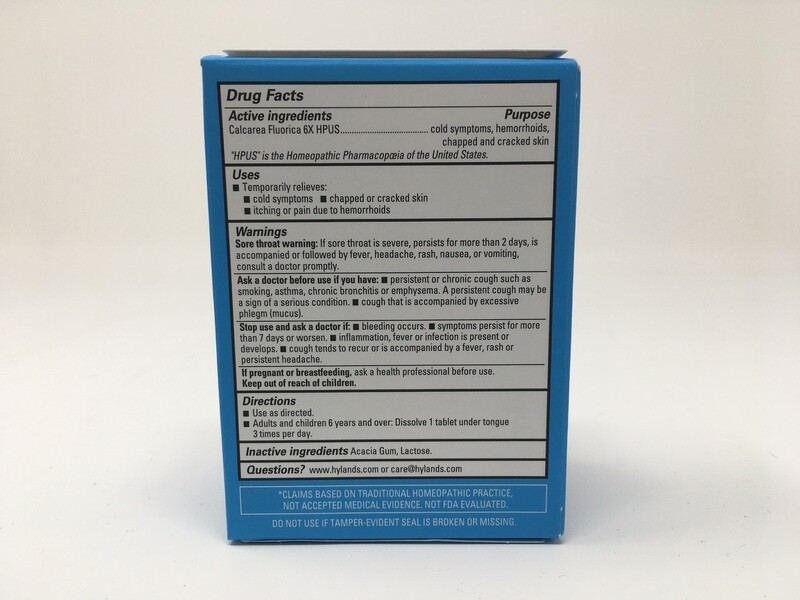 Drug Facts
Active ingredients Purpose
Calcarea Fluorica 6X HPUS.................................... cold symptoms, hemorrhoids,
chapped and cracked skin
"HPUS" is the Homeopathic Pharmacopœia of the United States.
Uses
■ Temporarily relieves:
■ cold symptoms ■ chapped or cracked skin
■ itching or pain due to hemorrhoids
Warnings
Sore throat warning: If sore throat is severe, persists for more than 2 days, is
accompanied or followed by fever, headache, rash, nausea, or vomiting,
consult a doctor promptly.
Ask a doctor before use if you have: ■ persistent or chronic cough such as
smoking, asthma, chronic bronchitis or emphysema. A persistent cough may be
a sign of a serious condition. ■ cough that is accompanied by excessive
phlegm (mucus).
Stop use and ask a doctor if: ■ bleeding occurs. ■ symptoms persist for more
than 7 days or worsen. ■ inflammation, fever or infection is present or
develops. ■ cough tends to recur or is accompanied by a fever, rash or
persistent headache.
If pregnant or breastfeeding, ask a health professional before use.
Keep out of reach of children.
Directions
■ Use as directed.
■ Adults and children 6 years and over: Dissolve 1 tablet under tongue
3 times per day.
Inactive ingredients Acacia Gum, Lactose.
Questions? www.hylands.com or care@hylands.com
*CLAIMS BASED ON TRADITIONAL HOMEOPATHIC PRACTICE,
NOT ACCEPTED MEDICAL EVIDENCE. NOT FDA EVALUATED.
DO NOT USE IF TAMPER-EVIDENT SEAL IS BROKEN OR MISSING.